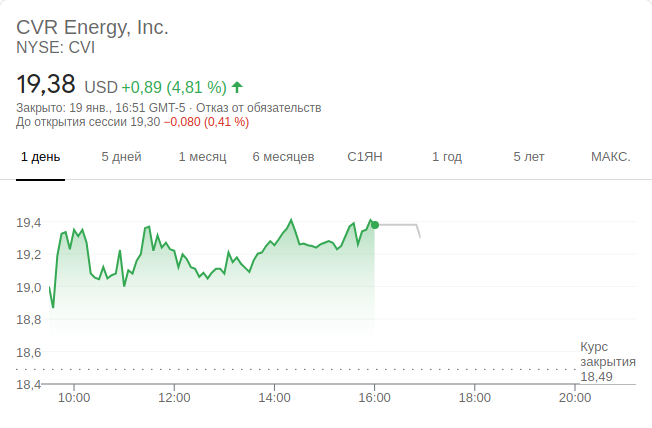 CVR Energy, Inc.
NYSE: CVI
19,38 USD +0,89 (4,81 %)
Закрыто: 19 янв., 16:51 GMT-5 · Отказ от обязательств
До открытия сессии 19,30 −0,080 (0,41 %)
1 день 5 дней 1 месяц 6 месяцев С1ЯН 1 год 5 лет МАКС.
19,4
19,2
19,0
18,8
18,6
18,4
Курс
закрытия
18,49
10:00 12:00 14:00 16:00 18:00 20:00